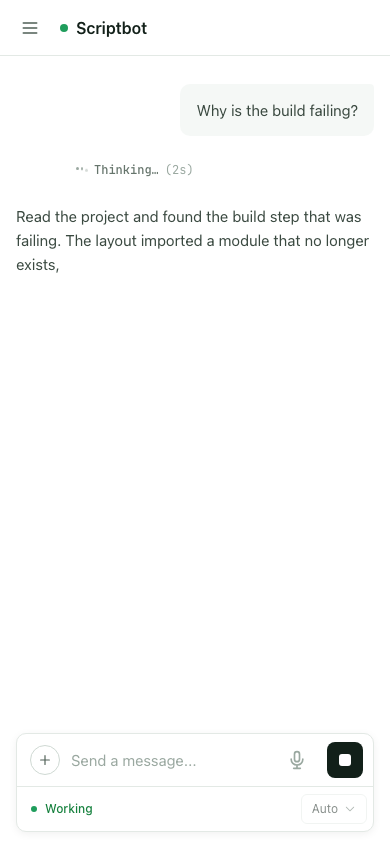 Scriptbot
Why is the build failing?
Thinking… (2s)
Read the project and found the build step that was
failing. The layout imported a module that no longer
exists,
Send a message...
Working
Auto